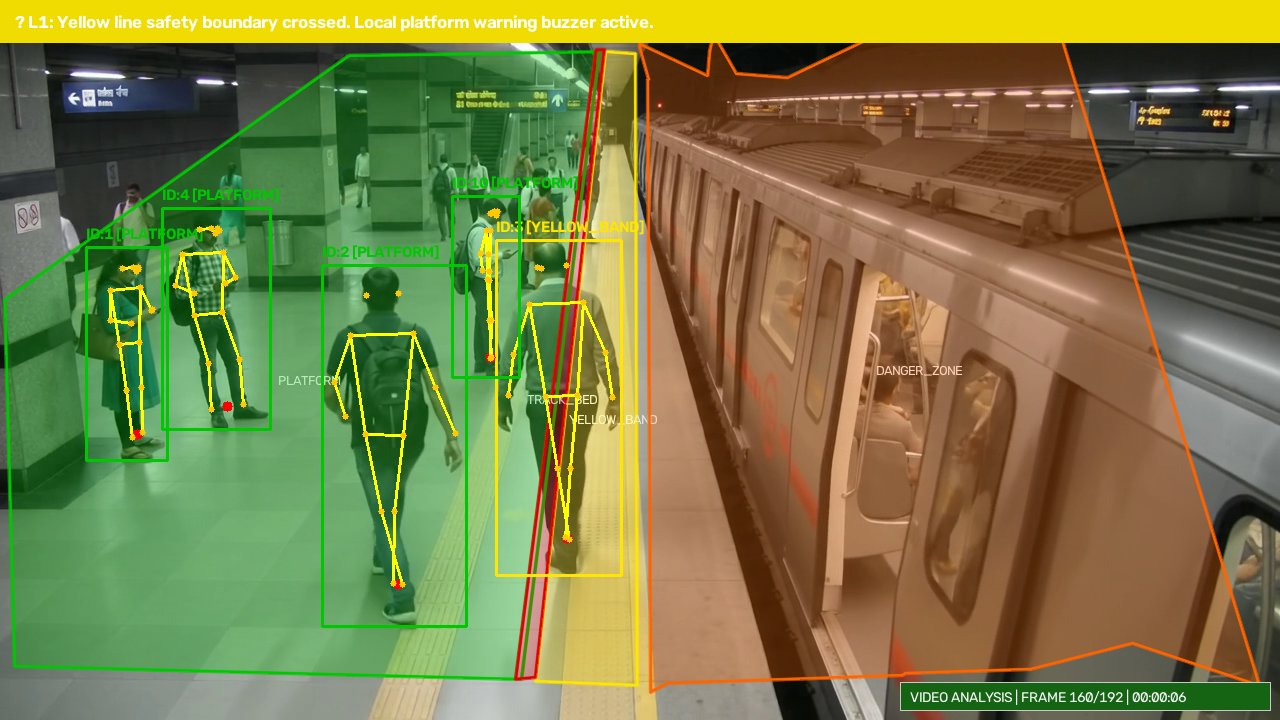 ? L1: Yellow line safety boundary crossed. Local platform warning buzzer active.
ID:4 [PLATFORM]
ID:10 [PLATFORM]
ID:1 [PLATFORM]
ID:3 [YELLOW_BAND]
ID:2 [PLATFORM]
DANGER_ZONE
PLATFORM
TRACK_BED
YELLOW_BAND
VIDEO ANALYSIS | FRAME 160/192 | 00:00:06